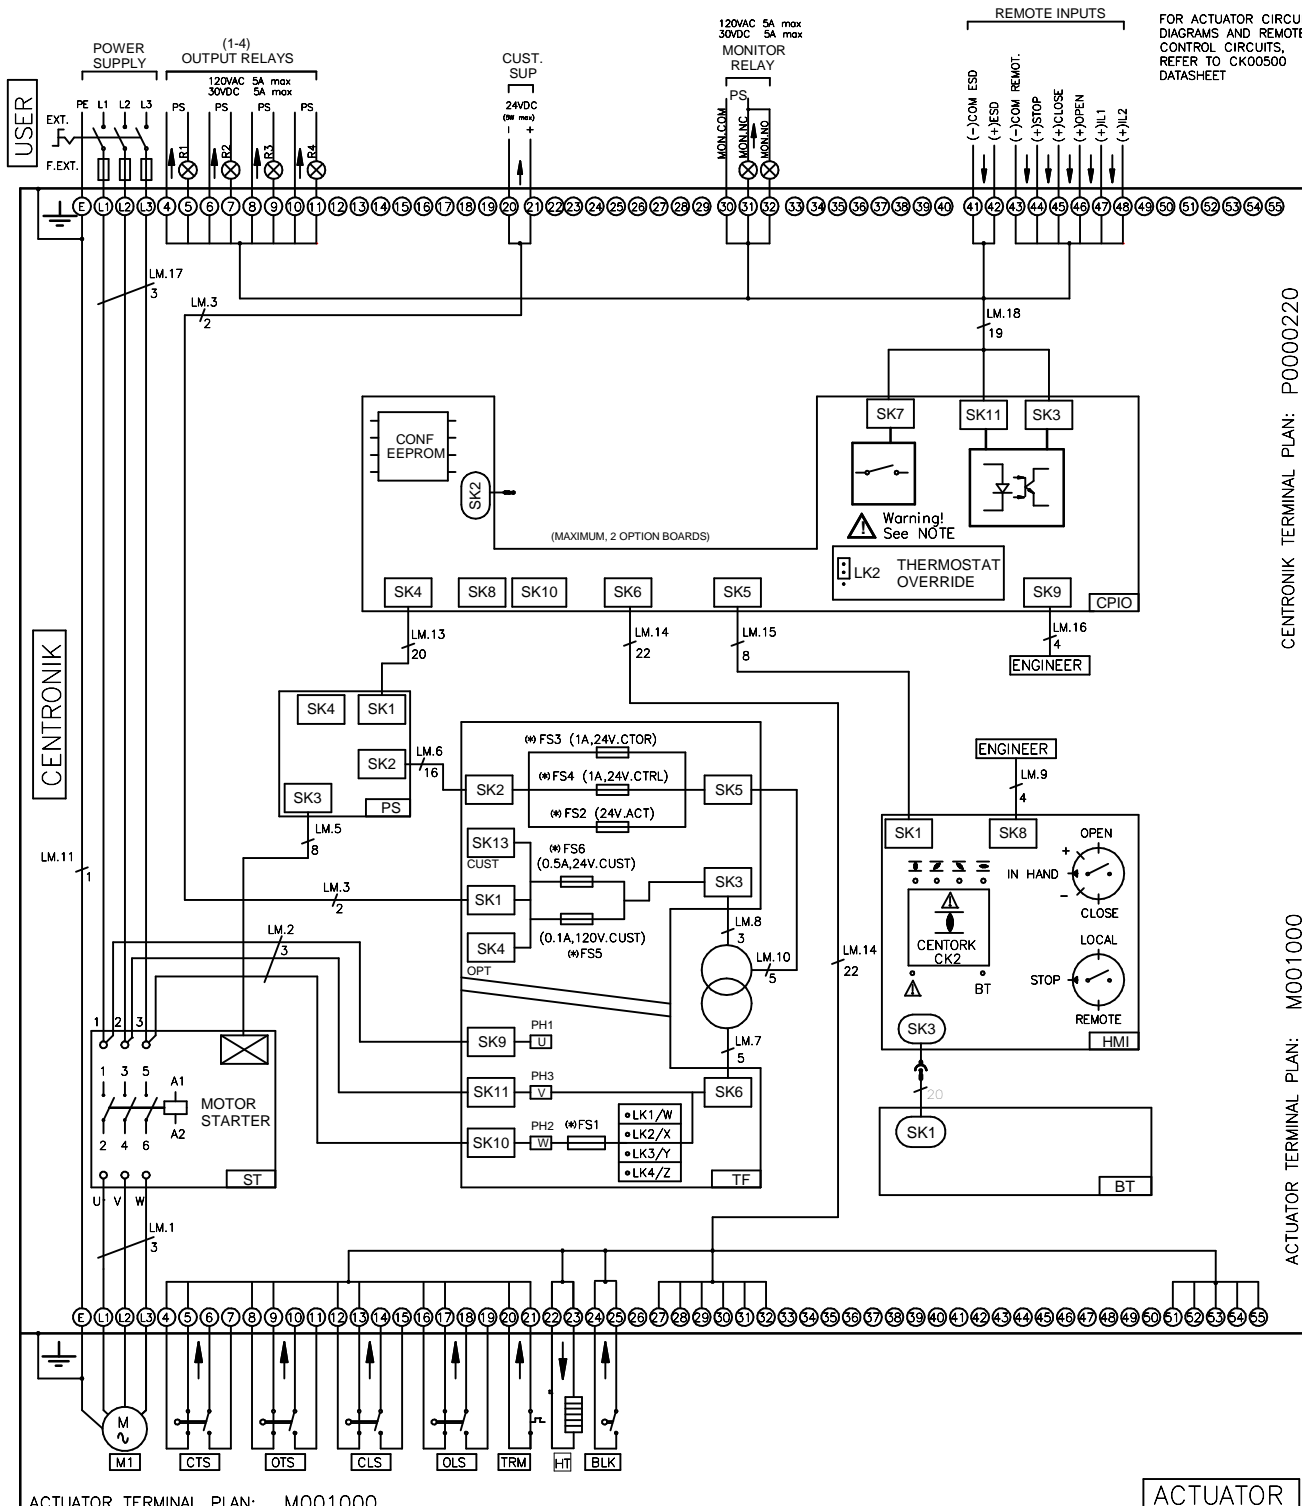 REMOTE INPUTS
FOR ACTUATOR CIRCU
DIAGRAMS AND REMOTE
CONTROL CIRCUITS,
REFER TO CK00500
DATASHEET
120VAC 5A max
30VDC 5A max
MONITOR
RELAY
POWER
SUPPLY
(1-4)
OUTPUT RELAYS
120VAC 5A max
30VDC 5A max
CUST.
SUP
24VDC
(5W max)
- +
USER
PE L1 L2 L3
EXT.
F.EXT.
PS PS PS PS
R1 R2 R3 R4
PS
MON.COM
MON.NC
MON.NO
(-)COM ESD
(+)ESD
(-)COM REMOT.
(+)STOP
(+)CLOSE
(+)OPEN
(+)IL1
(+)IL2
E L1 L2 L3 4 5 6 7 8 9 10 11 12 13 14 15 16 17 18 19 20 21 22 23 24 25 26 27 28 29 30 31 32 33 34 35 36 37 38 39 40 41 42 43 44 45 46 47 48 49 50 51 52 53 54 55
LM.17
3
LM.3
2
LM.18
19
CENTRONIK TERMINAL PLAN: P0000220
CONF
EEPROM
SK2
SK7
SK11
SK3
Warning!
See NOTE
(MAXIMUM, 2 OPTION BOARDS)
LK2
THERMOSTAT
OVERRIDE
SK4
SK8
SK10
SK6
SK5
SK9
CPIO
LM.13
20
LM.14
22
LM.15
8
LM.16
4
ENGINEER
CENTRONIK
SK4
SK1
SK2
SK3
PS
LM.6
16
LM.5
8
(*)FS3 (1A,24V.CTOR)
(*)FS4 (1A,24V.CTRL)
(*)FS2 (24V.ACT)
SK2
SK5
SK13
CUST
(*)FS6
(0.5A,24V.CUST)
SK1
SK3
SK4
OPT
(0.1A,120V.CUST)
(*)FS5
LM.8
3
LM.10
5
LM.7
5
SK9
PH1
U
SK11
PH3
V
SK6
SK10
PH2
W
(*)FS1
LK1/W
LK2/X
LK3/Y
LK4/Z
TF
LM.11
1
LM.3
2
LM.2
3
LM.14
22
ENGINEER
LM.9
4
SK1
SK8
OPEN
+
IN HAND
-
CLOSE
CENTORK
CK2
BT
LOCAL
STOP
REMOTE
SK3
HMI
20
SK1
BT
1 2 3
1 3 5
A1
A2
MOTOR
STARTER
2 4 6
ST
U V W
LM.1
3
ACTUATOR TERMINAL PLAN: M001000
E L1 L2 L3 4 5 6 7 8 9 10 11 12 13 14 15 16 17 18 19 20 21 22 23 24 25 26 27 28 29 30 31 32 33 34 35 36 37 38 39 40 41 42 43 44 45 46 47 48 49 50 51 52 53 54 55
M
M1
CTS
OTS
CLS
OLS
TRM
HT
BLK
ACTUATOR TERMINAL PLAN: M001000
ACTUATOR